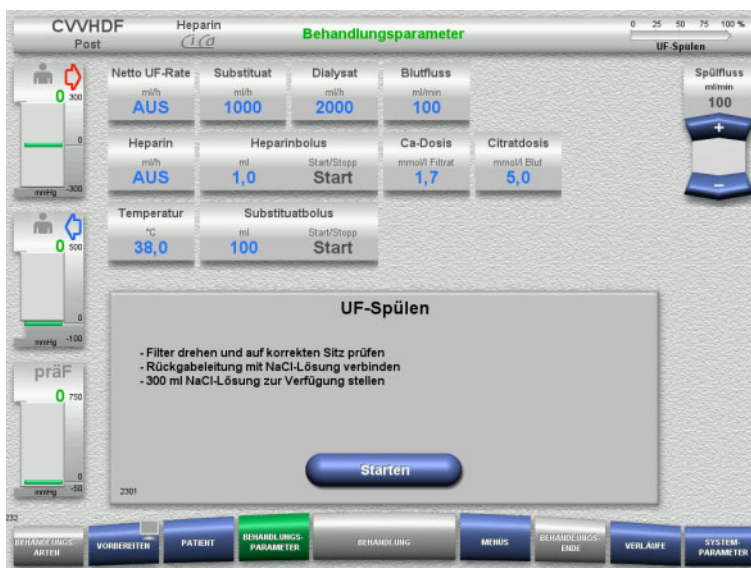 CVVHDF
Post
Heparin
Ci Ca
Behandlungsparameter
0 25 50 75 100 %
UF-Spülen
0
300
0
mmHg -300
0
500
0
mmHg -100
präF
0
750
0
mmHg -50
Netto UF-Rate
ml/h
AUS
Substituat
ml/h
1000
Dialysat
ml/h
2000
Blutfluss
ml/min
100
Heparin
ml/h
AUS
Heparinbolus
ml Start/Stopp
1,0 Start
Ca-Dosis
mmol/l Filtrat
1,7
Citratdosis
mmol/l Blut
5,0
Temperatur
°C
38,0
Substituatbolus
ml Start/Stopp
100 Start
Spülfluss
ml/min
100
+
−
UF-Spülen
- Filter drehen und auf korrekten Sitz prüfen
- Rückgabeleitung mit NaCl-Lösung verbinden
- 300 ml NaCl-Lösung zur Verfügung stellen
Starten
2301
232
BEHANDLUNGS-
ARTEN
VORBEREITEN
PATIENT
BEHANDLUNGS-
PARAMETER
BEHANDLUNG
MENÜS
BEHANDLUNGS-
ENDE
VERLÄUFE
SYSTEM-
PARAMETER